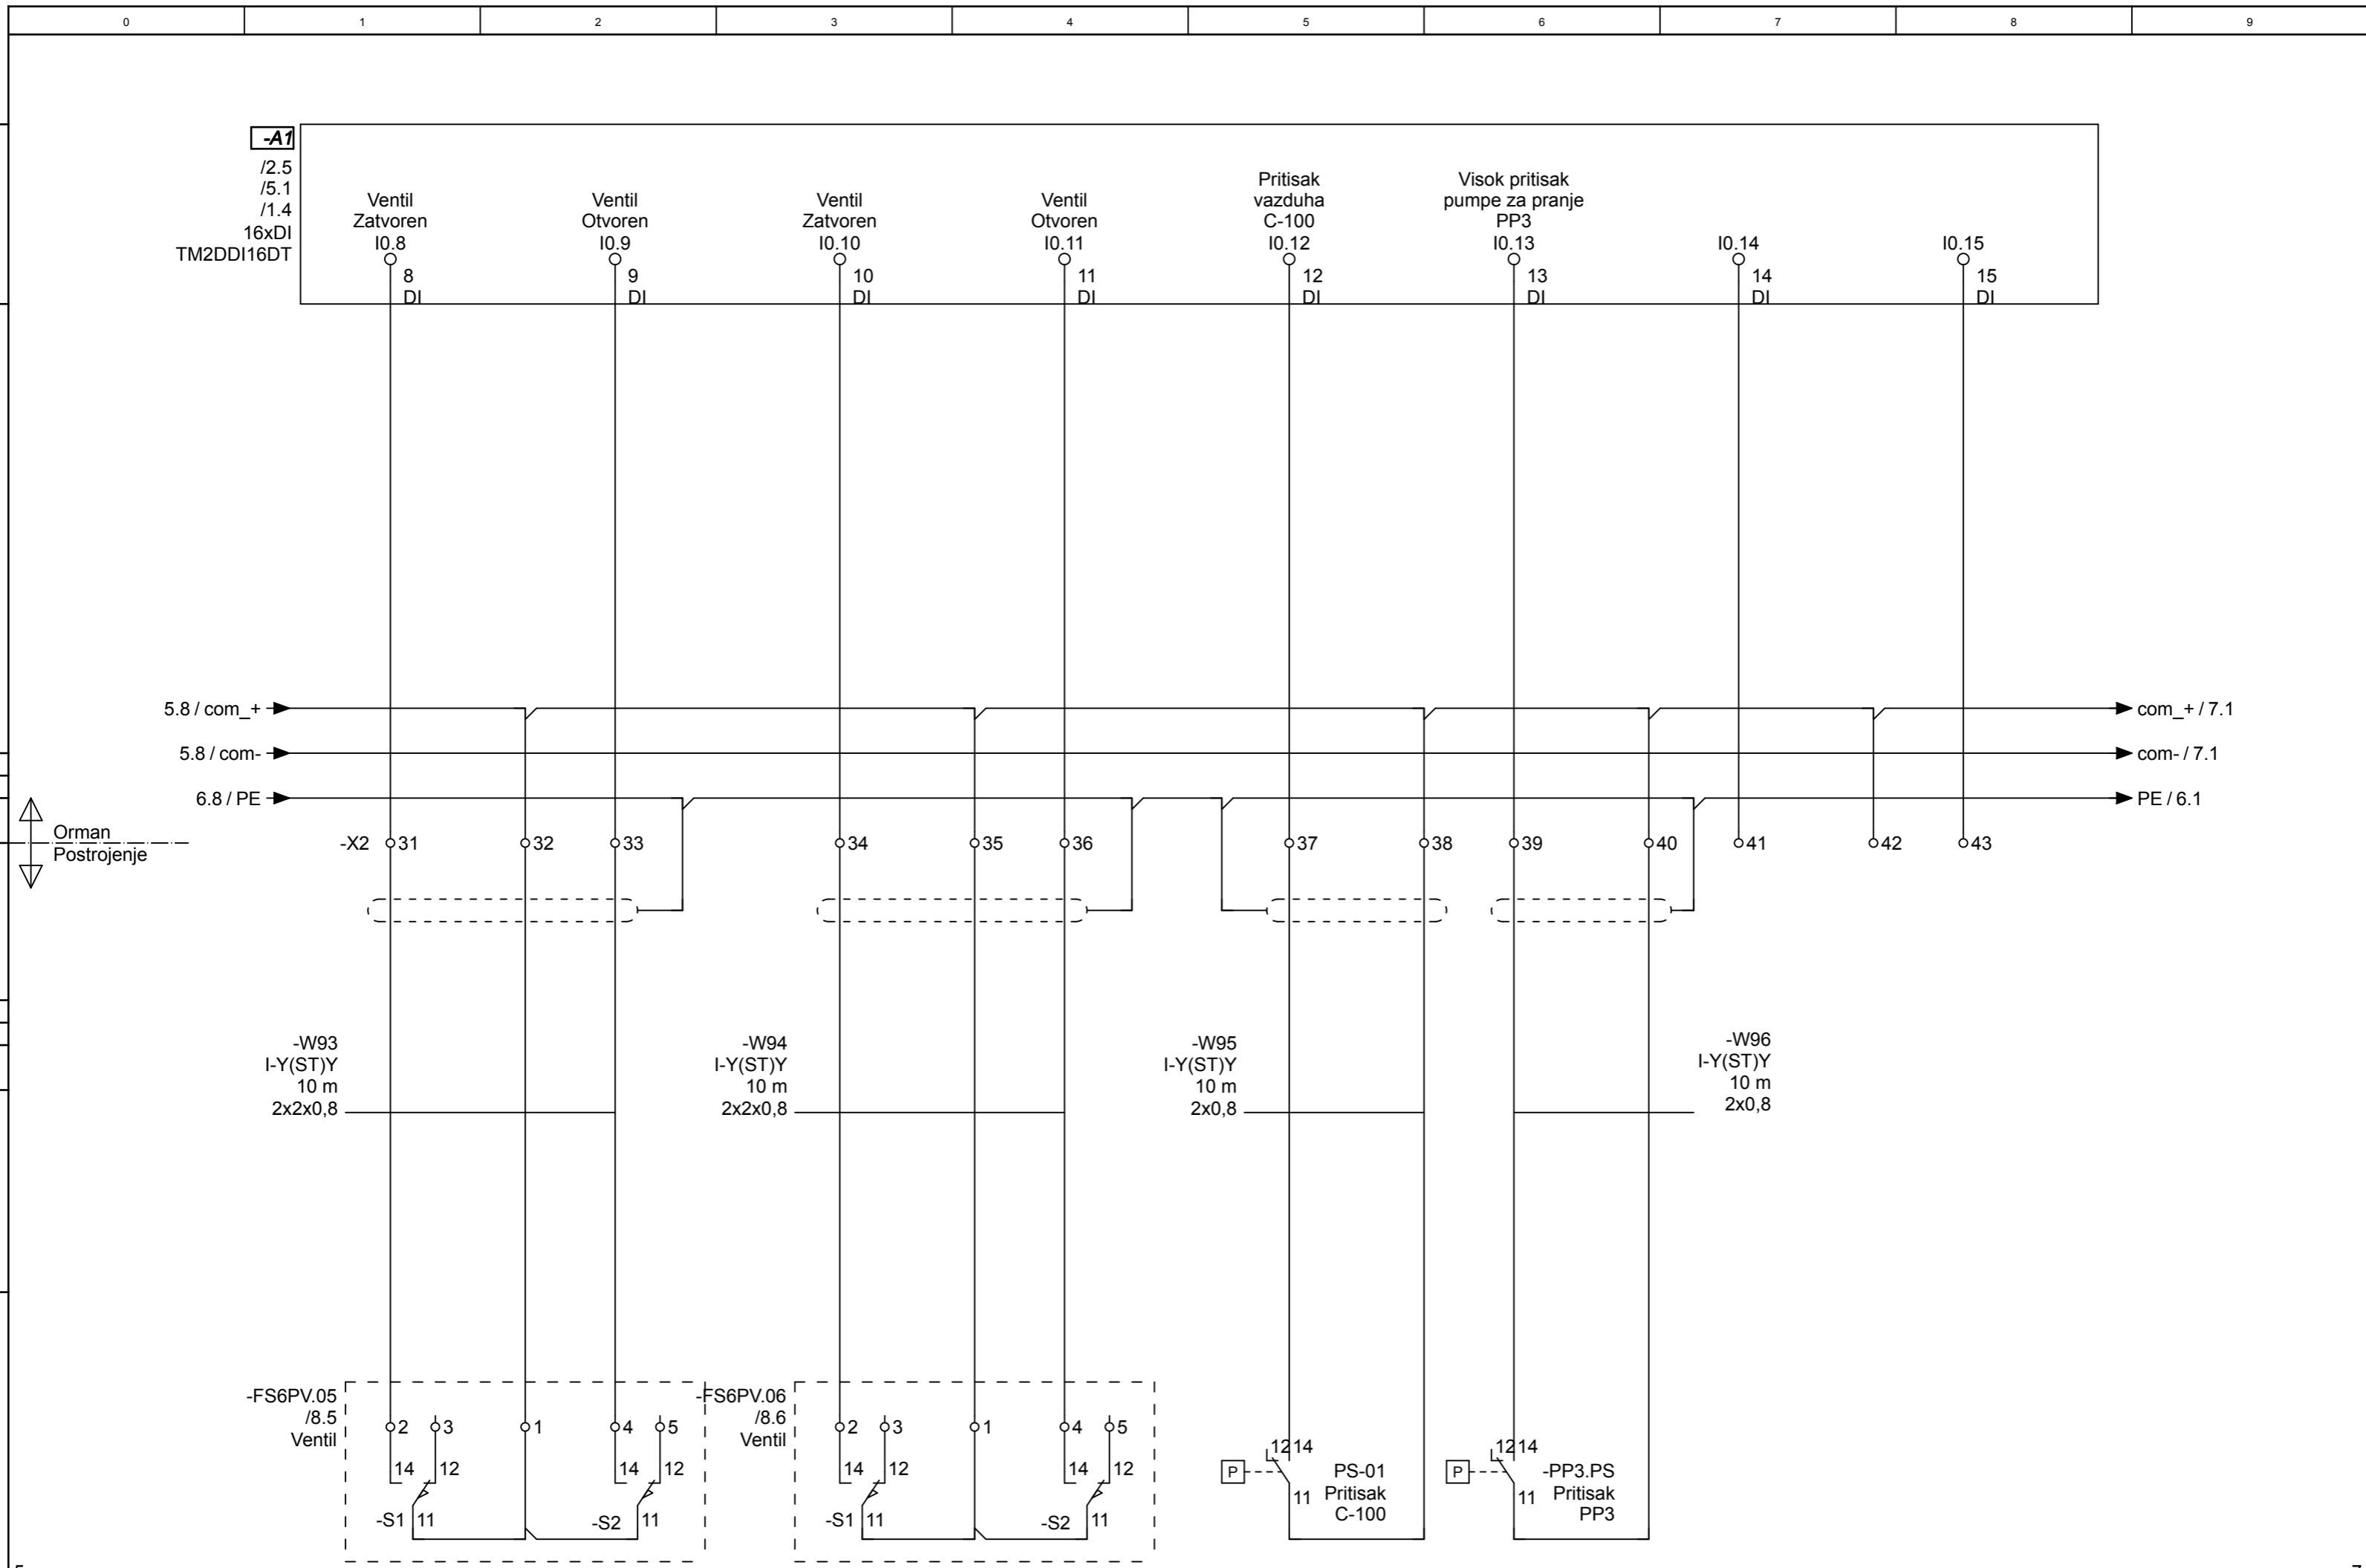 0 1 2 3 4 5 6 7 8 9
-A1
/2.5
/5.1
/1.4
16xDI
TM2DDI16DT
Ventil
Zatvoren
I0.8
8
DI
Ventil
Otvoren
I0.9
9
DI
Ventil
Zatvoren
I0.10
10
DI
Ventil
Otvoren
I0.11
11
DI
Pritisak
vazduha
C-100
I0.12
12
DI
Visok pritisak
pumpe za pranje
PP3
I0.13
13
DI
I0.14
14
DI
I0.15
15
DI
5.8 / com_+
com_+ / 7.1
5.8 / com-
com- / 7.1
6.8 / PE
PE / 6.1
Orman
Postrojenje
-X2 31 32 33 34 35 36 37 38 39 40 41 42 43
-W93
I-Y(ST)Y
10 m
2x2x0,8
-W94
I-Y(ST)Y
10 m
2x2x0,8
-W95
I-Y(ST)Y
10 m
2x0,8
-W96
I-Y(ST)Y
10 m
2x0,8
-FS6PV.05
/8.5
Ventil
2 3 1 4 5
14 12 14 12
-S1 11 -S2 11
-FS6PV.06
/8.6
Ventil
2 3 1 4 5
14 12 14 12
-S1 11 -S2 11
12 14
P
11
PS-01
Pritisak
C-100
12 14
P
11
-PP3.PS
Pritisak
PP3